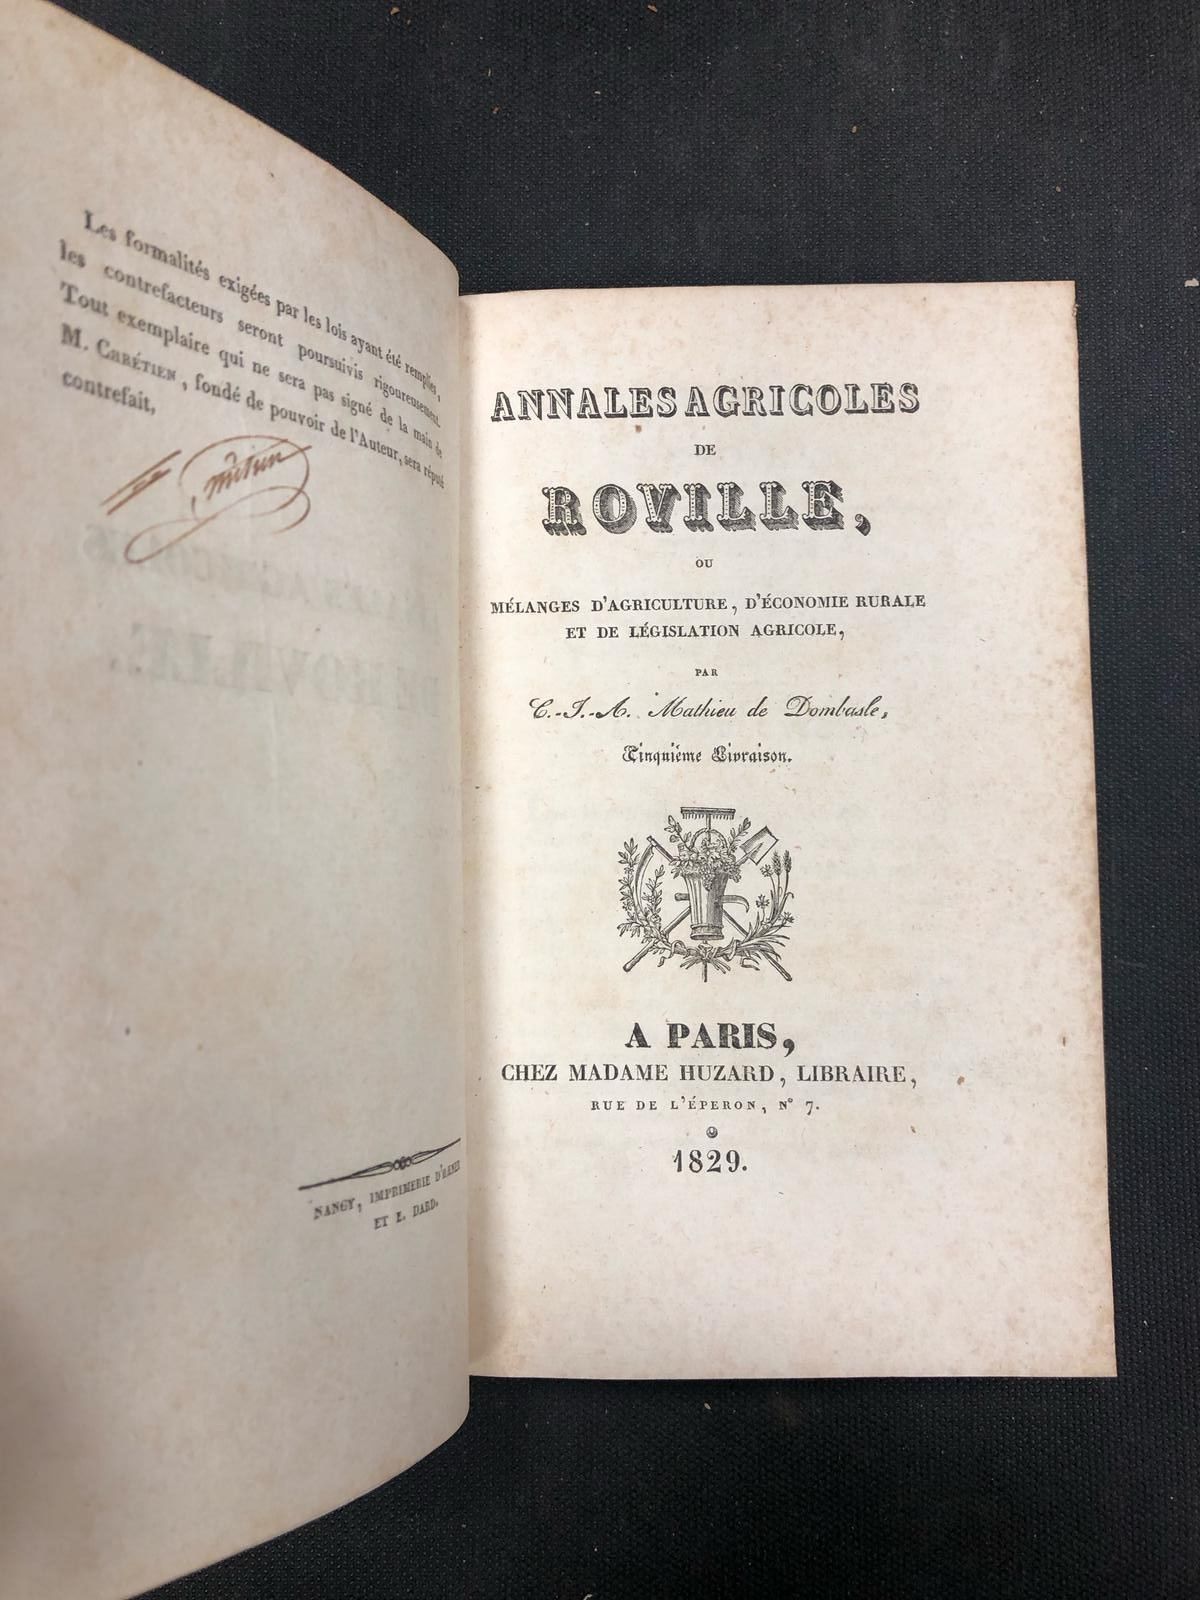 Les formalités exigées par les lois ayant été remplies,
les contrefacteurs seront poursuivis rigoureusement.
Tout exemplaire qui ne sera pas signé de la main de
M. CHRÉTIEN, fondé de pouvoir de l'Auteur, sera réputé
contrefait,
NANCY, IMPRIMERIE D'HÆNER
ET E. DARD.
ANNALES AGRICOLES
DE
ROVILLE,
OU
MÉLANGES D'AGRICULTURE, D'ÉCONOMIE RURALE
ET DE LÉGISLATION AGRICOLE,
PAR
C.-J.-A. Mathieu de Dombasle,
Cinquième Livraison.
A PARIS,
CHEZ MADAME HUZARD, LIBRAIRE,
RUE DE L'ÉPERON, N° 7.
1829.